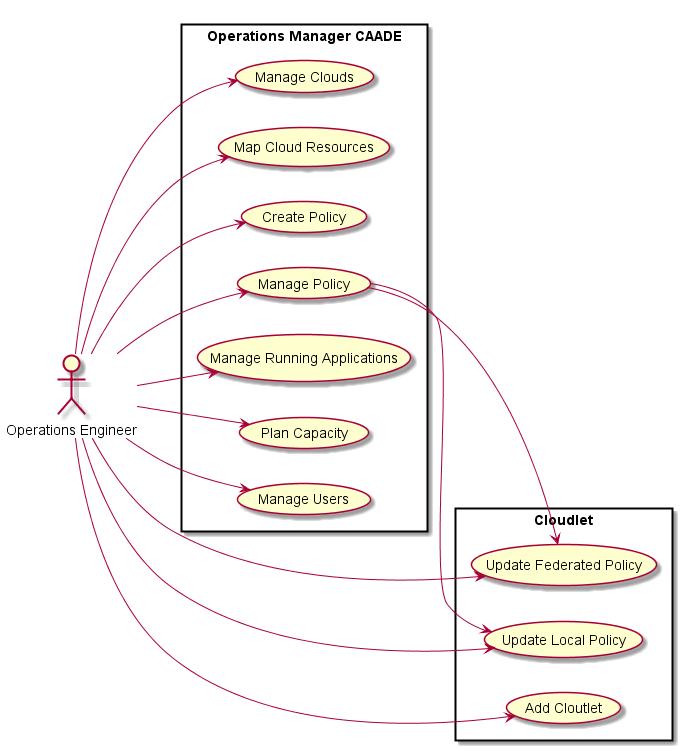 Operations Manager CAADE
Manage Clouds
Map Cloud Resources
Create Policy
Manage Policy
Manage Running Applications
Operations Engineer
Plan Capacity
Manage Users
Cloudlet
Update Federated Policy
Update Local Policy
Add Cloutlet